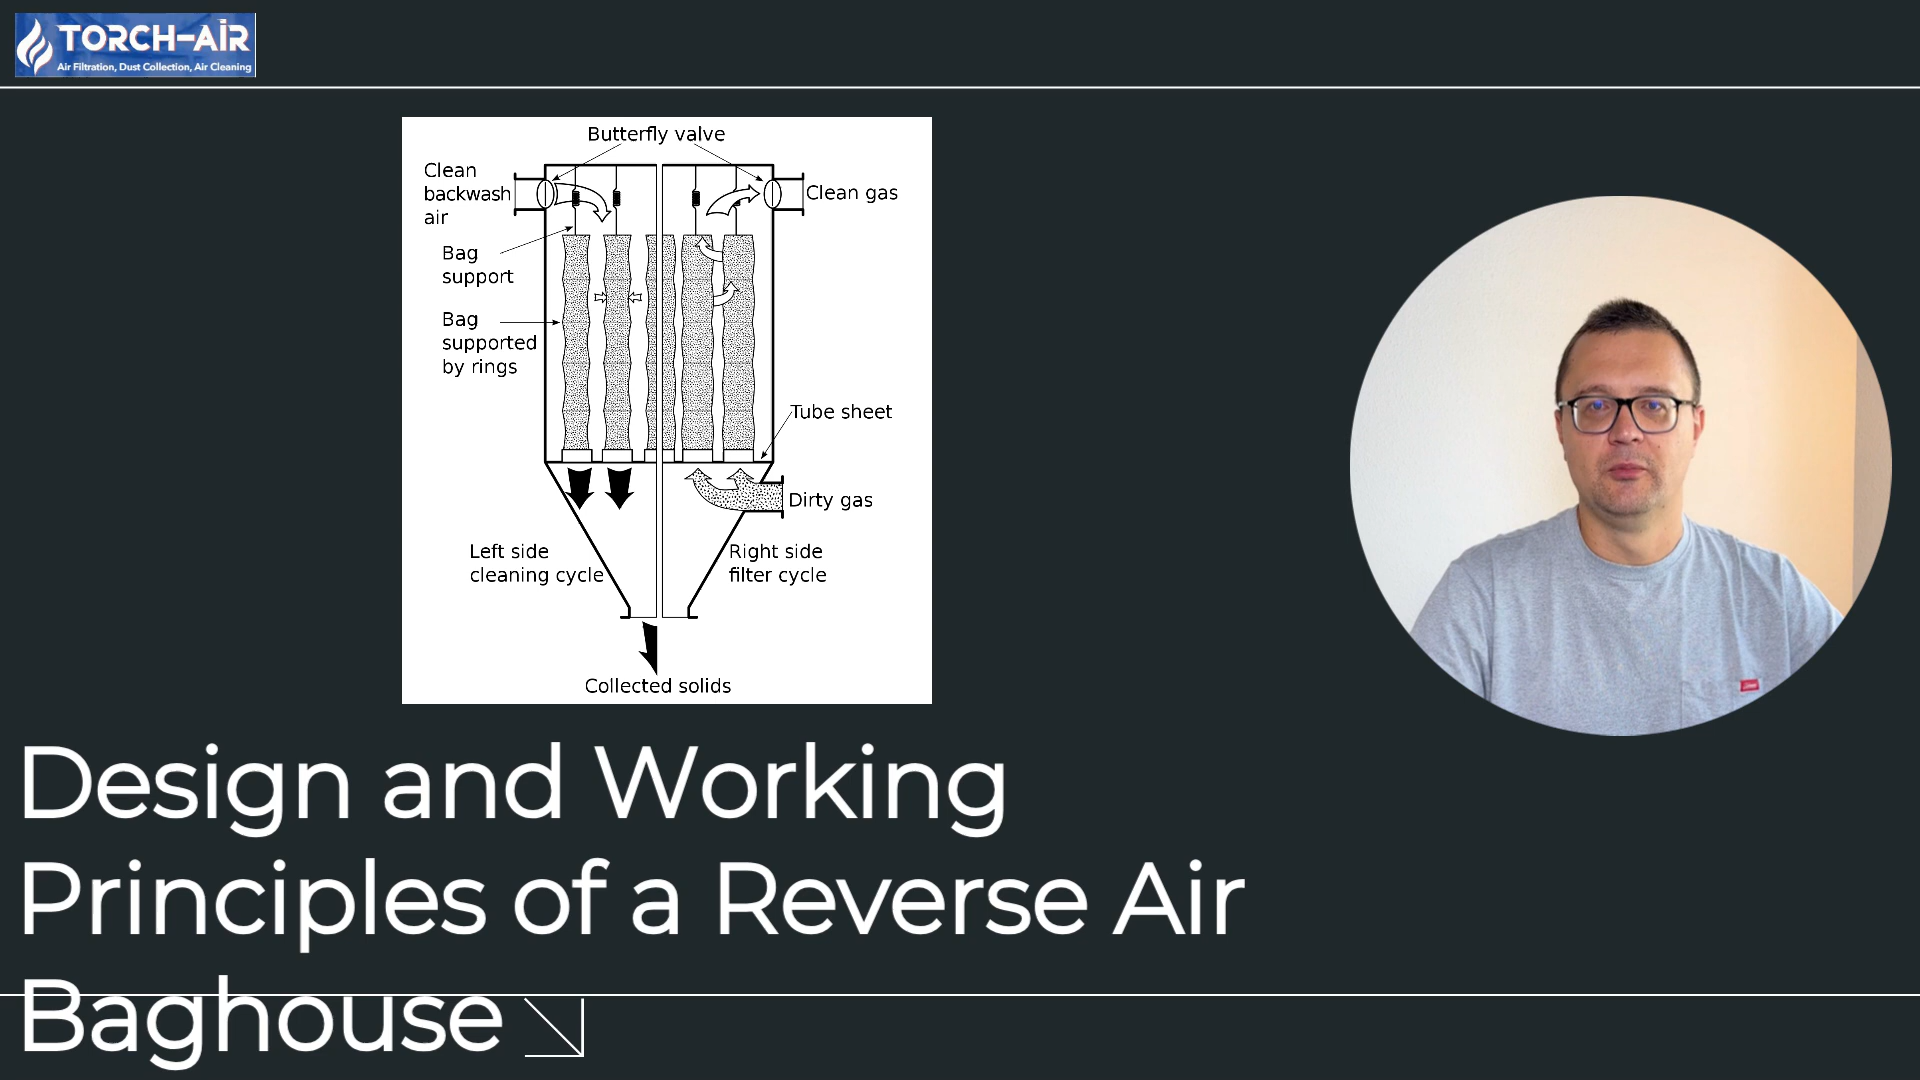 TORCH-AIR
Air Filtration, Dust Collection, Air Cleaning
Butterfly valve
Clean
backwash
air
Clean gas
Bag
support
Bag
supported
by rings
Tube sheet
Dirty gas
Left side
cleaning cycle
Right side
filter cycle
Collected solids
Design and Working
Principles of a Reverse Air
Baghouse